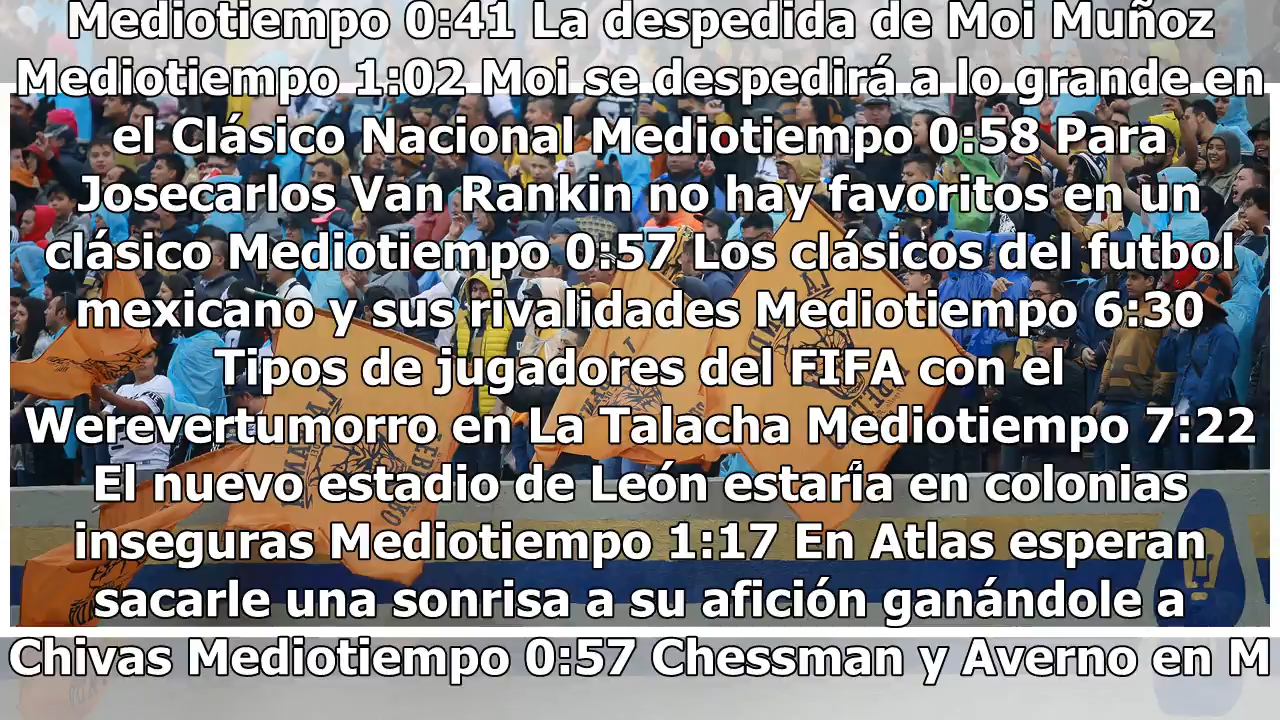 Mediotiempo 0:41 La despedida de Moi Muñoz
Mediotiempo 1:02 Moi se despedirá a lo grande en
el Clásico Nacional Mediotiempo 0:58 Para
Josecarlos Van Rankin no hay favoritos en un
clásico Mediotiempo 0:57 Los clásicos del futbol
mexicano y sus rivalidades Mediotiempo 6:30
Tipos de jugadores del FIFA con el
Werevertumorro en La Talacha Mediotiempo 7:22
El nuevo estadio de León estaría en colonias
inseguras Mediotiempo 1:17 En Atlas esperan
sacarle una sonrisa a su afición ganándole a
Chivas Mediotiempo 0:57 Chessman y Averno en M